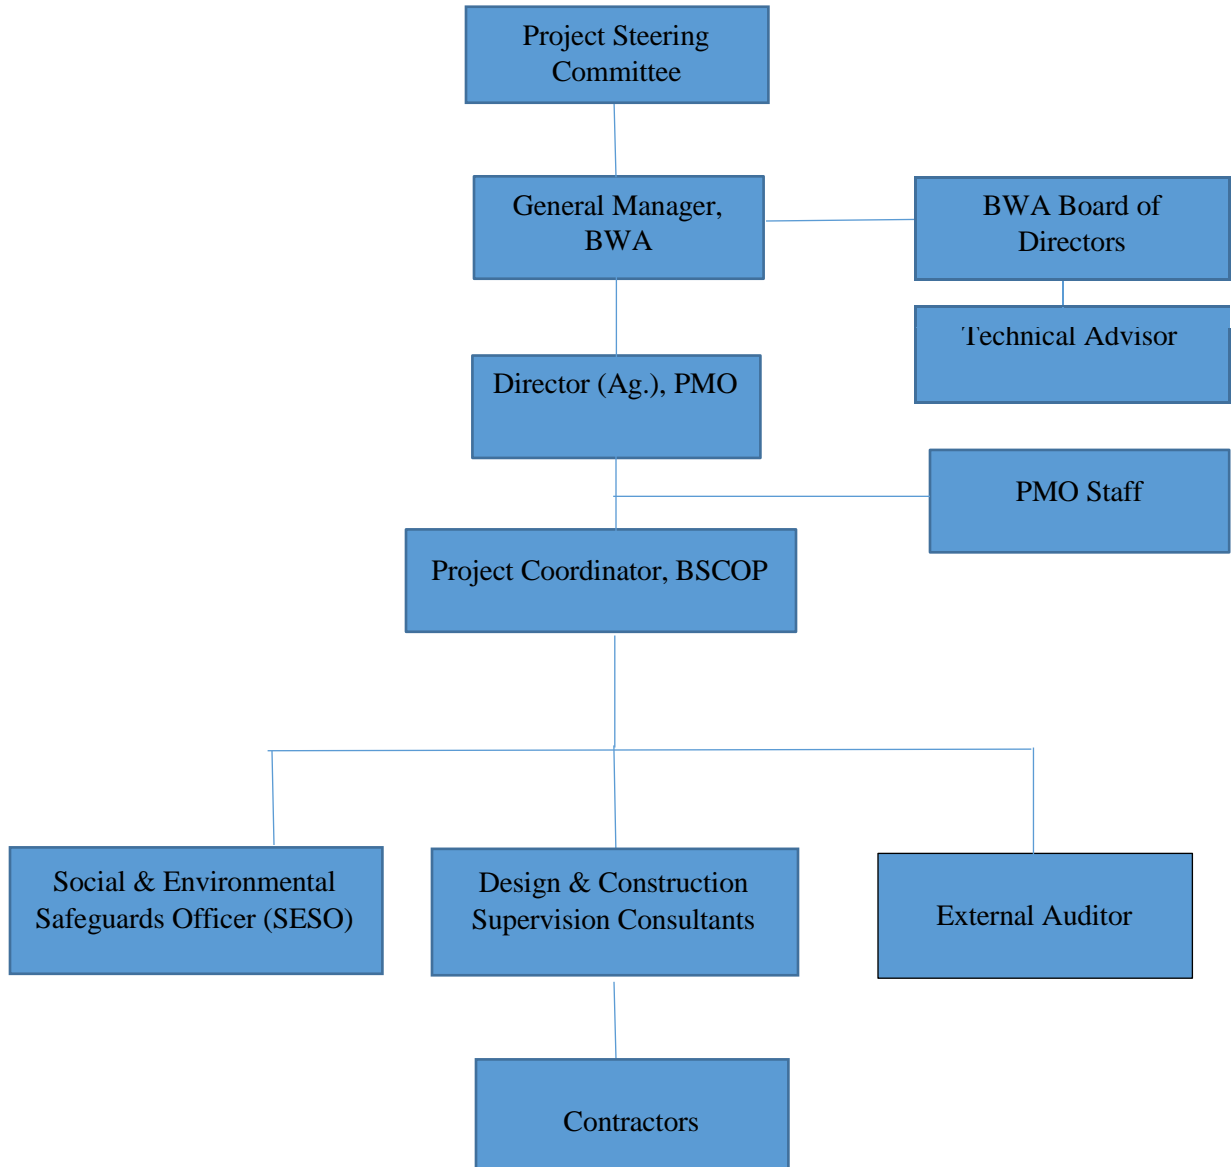 Project Steering
Committee
General Manager,
BWA
BWA Board of
Directors
Technical Advisor
Director (Ag.), PMO
PMO Staff
Project Coordinator, BSCOP
Social & Environmental
Safeguards Officer (SESO)
Design & Construction
Supervision Consultants
External Auditor
Contractors